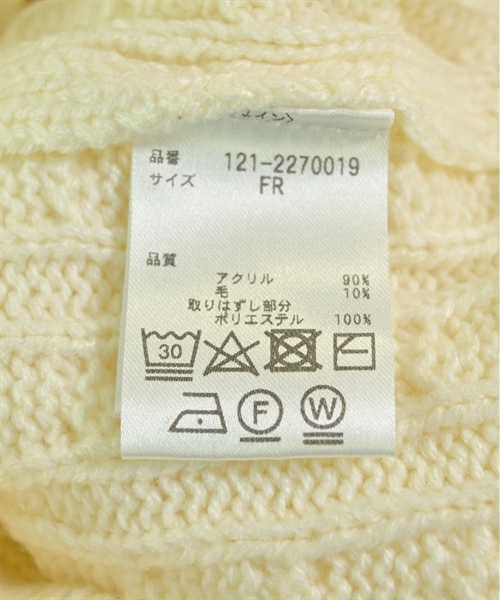 品番 121-2270019
サイズ FR
品質
アクリル 90%
毛 10%
取りはずし部分
ポリエステル 100%
30
F W